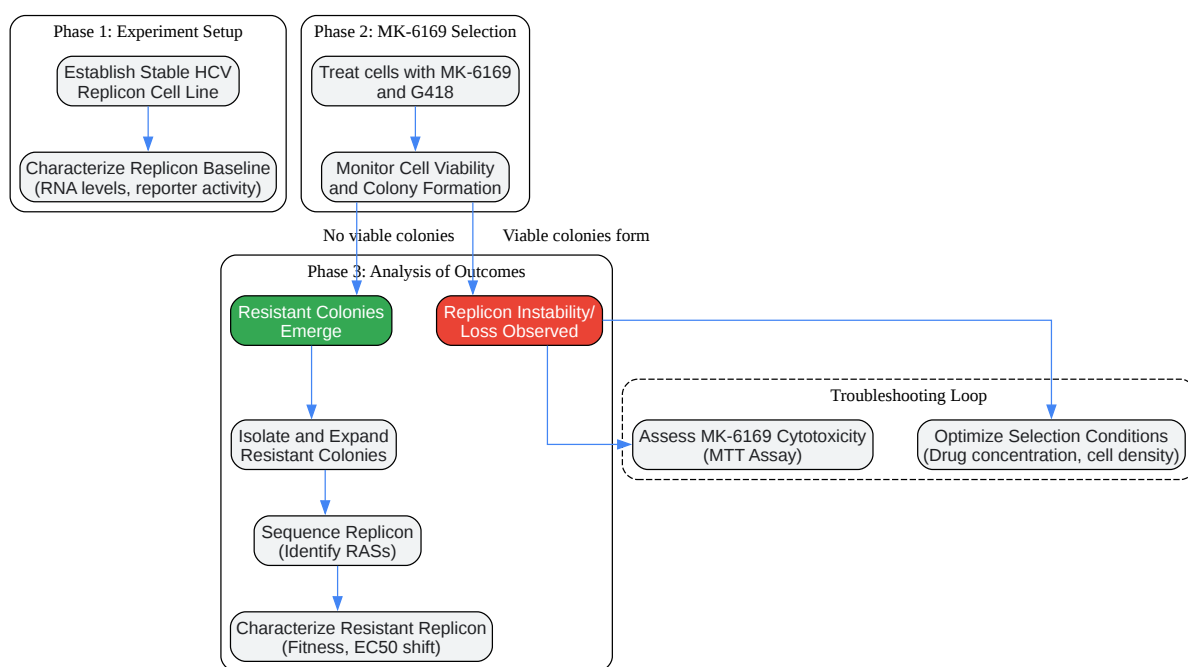 Phase 1: Experiment Setup
Establish Stable HCV
Replicon Cell Line
Characterize Replicon Baseline
(RNA levels, reporter activity)
Phase 2: MK-6169 Selection
Treat cells with MK-6169
and G418
Monitor Cell Viability
and Colony Formation
No viable colonies
Viable colonies form
Phase 3: Analysis of Outcomes
Resistant Colonies
Emerge
Replicon Instability/
Loss Observed
Isolate and Expand
Resistant Colonies
Sequence Replicon
(Identify RASs)
Characterize Resistant Replicon
(Fitness, EC50 shift)
Troubleshooting Loop
Assess MK-6169 Cytotoxicity
(MTT Assay)
Optimize Selection Conditions
(Drug concentration, cell density)